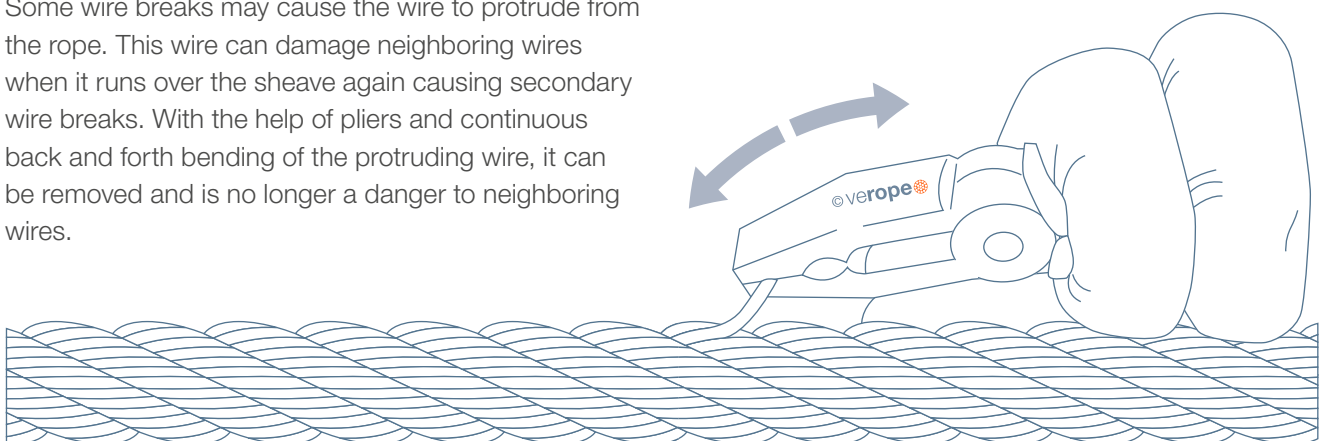 Some wire breaks may cause the wire to protrude from
the rope. This wire can damage neighboring wires
when it runs over the sheave again causing secondary
wire breaks. With the help of pliers and continuous
back and forth bending of the protruding wire, it can
be removed and is no longer a danger to neighboring
wires.
©verope